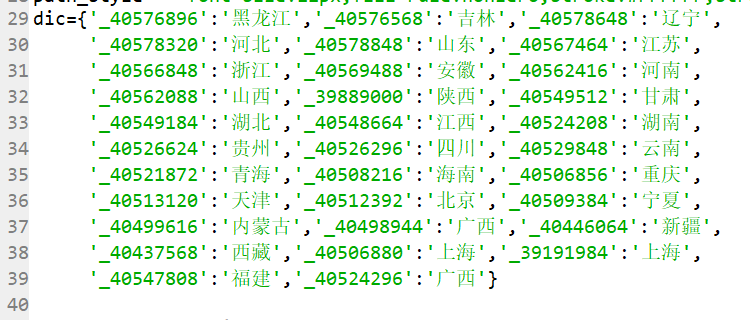 29 dic={'_40576896':'黑龙江','_40576568':'吉林','_40578648':'辽宁',
30 '_40578320':'河北','_40578848':'山东','_40567464':'江苏',
31 '_40566848':'浙江','_40569488':'安徽','_40562416':'河南',
32 '_40562088':'山西','_39889000':'陕西','_40549512':'甘肃',
33 '_40549184':'湖北','_40548664':'江西','_40524208':'湖南',
34 '_40526624':'贵州','_40526296':'四川','_40529848':'云南',
35 '_40521872':'青海','_40508216':'海南','_40506856':'重庆',
36 '_40513120':'天津','_40512392':'北京','_40509384':'宁夏',
37 '_40499616':'内蒙古','_40498944':'广西','_40446064':'新疆',
38 '_40437568':'西藏','_40506880':'上海','_39191984':'上海',
39 '_40547808':'福建','_40524296':'广西'}
40